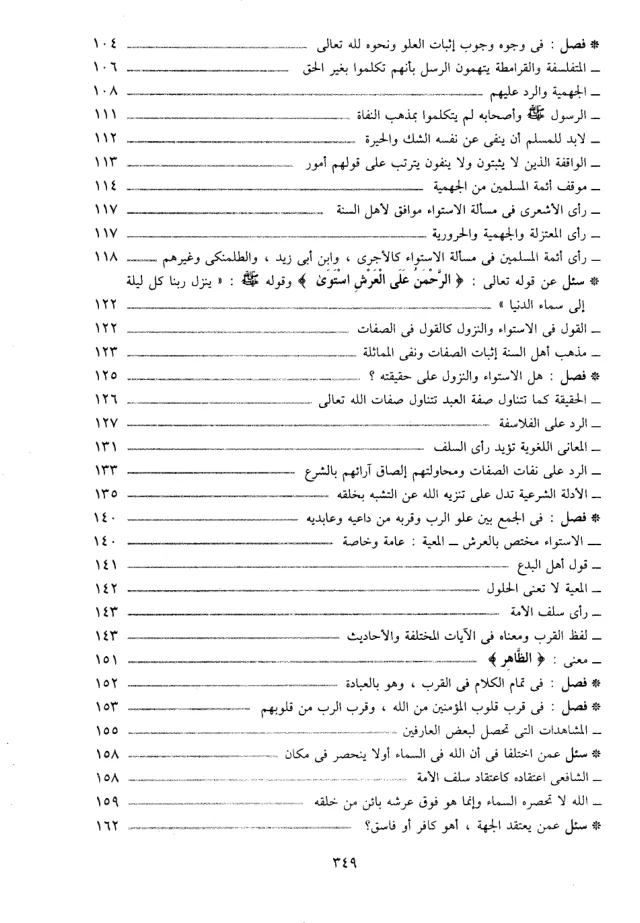 * فصل : فى وجوه وجوب إثبات العلو ونحوه لله تعالى ١٠٤
ـ المتفلسفة والقرامطة يتهمون الرسل بأنهم تكلموا بغير الحق ١٠٦
ـ الجهمية والرد عليهم ١٠٨
ـ الرسول ﷺ وأصحابه لم يتكلموا بمذهب النفاة ١١١
ـ لابد للمسلم أن ينفى عن نفسه الشك والحيرة ١١٢
ـ الواقفة الذين لا يثبتون ولا ينفون يترتب على قولهم أمور ١١٣
ـ موقف أئمة المسلمين من الجهمية ١١٤
ـ رأى الأشعرى فى مسألة الاستواء موافق لأهل السنة ١١٧
ـ رأى المعتزلة والجهمية والحرورية ١١٧
ـ رأى أئمة المسلمين فى مسألة الاستواء كالأجرى ، وابن أبى زيد ، والطلمنكى وغيرهم ١١٨
* سئل عن قوله تعالى : ﴿ الرَّحْمَنُ عَلَى الْعَرْشِ اسْتَوَىٰ ﴾ وقوله ﷺ : « ينزل ربنا كل ليلة
إلى سماء الدنيا » ١٢٢
ـ القول فى الاستواء والنزول كالقول فى الصفات ١٢٢
ـ مذهب أهل السنة إثبات الصفات ونفى المماثلة ١٢٣
* فصل : هل الاستواء والنزول على حقيقته ؟ ١٢٥
ـ الحقيقة كما تتناول صفة العبد تتناول صفات الله تعالى ١٢٦
ـ الرد على الفلاسفة ١٢٧
ـ المعانى اللغوية تؤيد رأى السلف ١٣١
ـ الرد على نفات الصفات ومحاولتهم إلصاق آرائهم بالشرع ١٣٣
ـ الأدلة الشرعية تدل على تنزيه الله عن التشبه بخلقه ١٣٥
* فصل : فى الجمع بين علو الرب وقربه من داعيه وعابديه ١٤٠
ـ الاستواء مختص بالعرش ـ المعية : عامة وخاصة ١٤٠
ـ قول أهل البدع ١٤١
ـ المعية لا تعنى الحلول ١٤٢
ـ رأى سلف الأمة ١٤٣
ـ لفظ القرب ومعناه فى الآيات المختلفة والأحاديث ١٤٣
ـ معنى : ﴿ الظَّاهِر ﴾ ١٥١
* فصل : فى تمام الكلام فى القرب ، وهو بالعبادة ١٥٢
* فصل : فى قرب قلوب المؤمنين من الله ، وقرب الرب من قلوبهم ١٥٣
ـ المشاهدات التى تحصل لبعض العارفين ١٥٥
* سئل عمن اختلفا فى أن الله فى السماء أولا ينحصر فى مكان ١٥٨
ـ الشافعى اعتقاده كاعتقاد سلف الأمة ١٥٨
ـ الله لا تحصره السماء وإنما هو فوق عرشه بائن من خلقه ١٥٩
* سئل عمن يعتقد الجهة ، أهو كافر أو فاسق؟ ١٦٢
٣٤٩